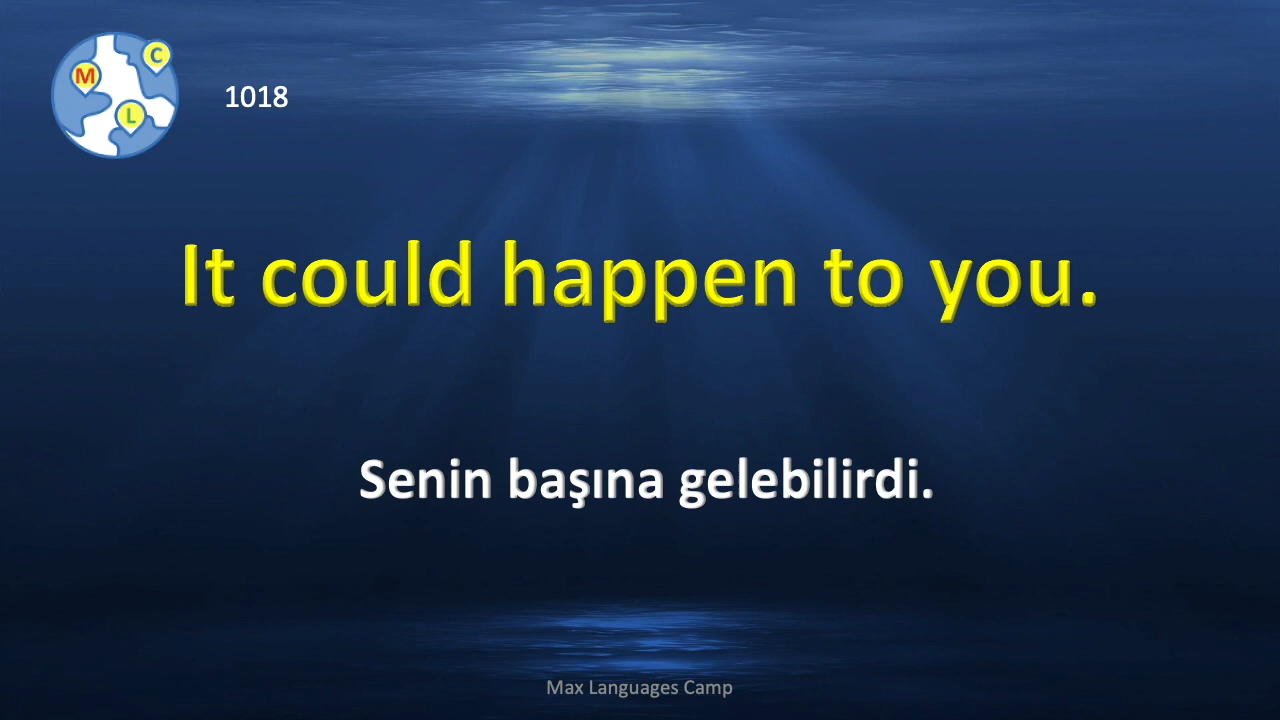 M
C
L
1018
It could happen to you.
Senin başına gelebilirdi.
Max Languages Camp